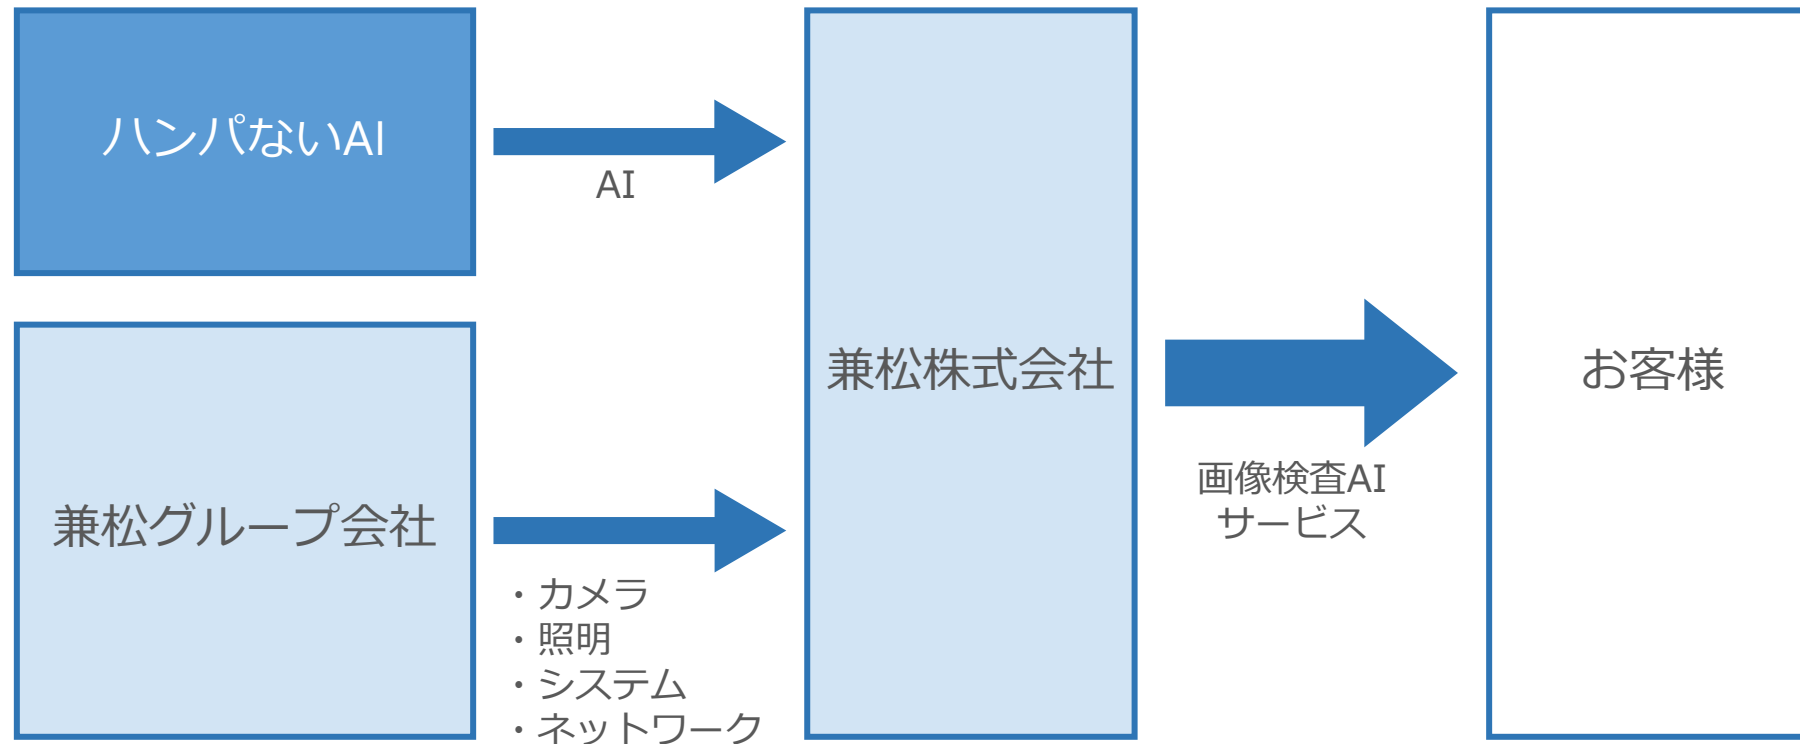 ハンパないAI
AI
兼松グループ会社
・カメラ
・照明
・システム
・ネットワーク
兼松株式会社
画像検査AI
サービス
お客様